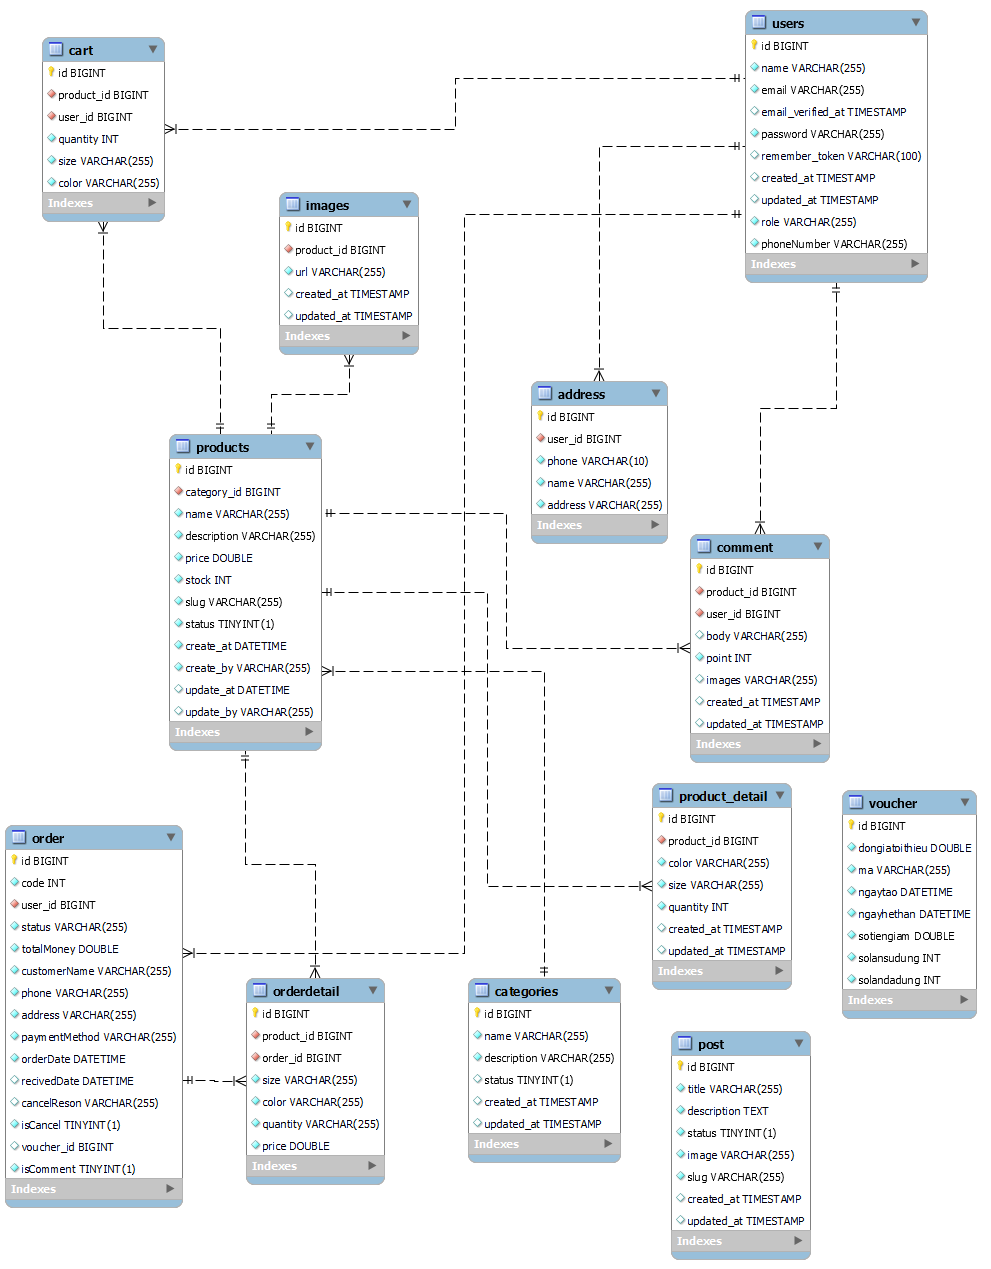 cart
id BIGINT
product_id BIGINT
user_id BIGINT
quantity INT
size VARCHAR(255)
color VARCHAR(255)
Indexes
users
id BIGINT
name VARCHAR(255)
email VARCHAR(255)
email_verified_at TIMESTAMP
password VARCHAR(255)
remember_token VARCHAR(100)
created_at TIMESTAMP
updated_at TIMESTAMP
role VARCHAR(255)
phoneNumber VARCHAR(255)
Indexes
images
id BIGINT
product_id BIGINT
url VARCHAR(255)
created_at TIMESTAMP
updated_at TIMESTAMP
Indexes
address
id BIGINT
user_id BIGINT
phone VARCHAR(10)
name VARCHAR(255)
address VARCHAR(255)
Indexes
products
id BIGINT
category_id BIGINT
name VARCHAR(255)
description VARCHAR(255)
price DOUBLE
stock INT
slug VARCHAR(255)
status TINYINT(1)
create_at DATETIME
create_by VARCHAR(255)
update_at DATETIME
update_by VARCHAR(255)
Indexes
comment
id BIGINT
product_id BIGINT
user_id BIGINT
body VARCHAR(255)
point INT
images VARCHAR(255)
created_at TIMESTAMP
updated_at TIMESTAMP
Indexes
product_detail
id BIGINT
product_id BIGINT
color VARCHAR(255)
size VARCHAR(255)
quantity INT
created_at TIMESTAMP
updated_at TIMESTAMP
Indexes
voucher
id BIGINT
dongiatoithieu DOUBLE
ma VARCHAR(255)
ngaytao DATETIME
ngayhethan DATETIME
sotiengiam DOUBLE
solansudung INT
solandadung INT
Indexes
order
id BIGINT
code INT
user_id BIGINT
status VARCHAR(255)
totalMoney DOUBLE
customerName VARCHAR(255)
phone VARCHAR(255)
address VARCHAR(255)
paymentMethod VARCHAR(255)
orderDate DATETIME
recivedDate DATETIME
cancelReson VARCHAR(255)
isCancel TINYINT(1)
voucher_id BIGINT
isComment TINYINT(1)
Indexes
orderdetail
id BIGINT
product_id BIGINT
order_id BIGINT
size VARCHAR(255)
color VARCHAR(255)
quantity VARCHAR(255)
price DOUBLE
Indexes
categories
id BIGINT
name VARCHAR(255)
description VARCHAR(255)
status TINYINT(1)
created_at TIMESTAMP
updated_at TIMESTAMP
Indexes
post
id BIGINT
title VARCHAR(255)
description TEXT
status TINYINT(1)
image VARCHAR(255)
slug VARCHAR(255)
created_at TIMESTAMP
updated_at TIMESTAMP
Indexes